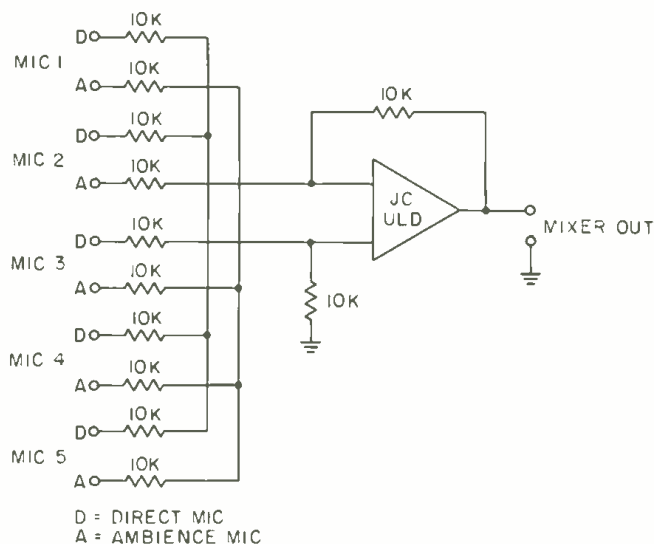 10K
D
MIC 1
10K
A
10K
D
MIC 2
10K
A
10K
D
MIC 3
10K
A
10K
D
MIC 4
10K
A
10K
D
MIC 5
10K
A
10K
JC
ULD
10K
MIXER OUT
D = DIRECT MIC
A = AMBIENCE MIC